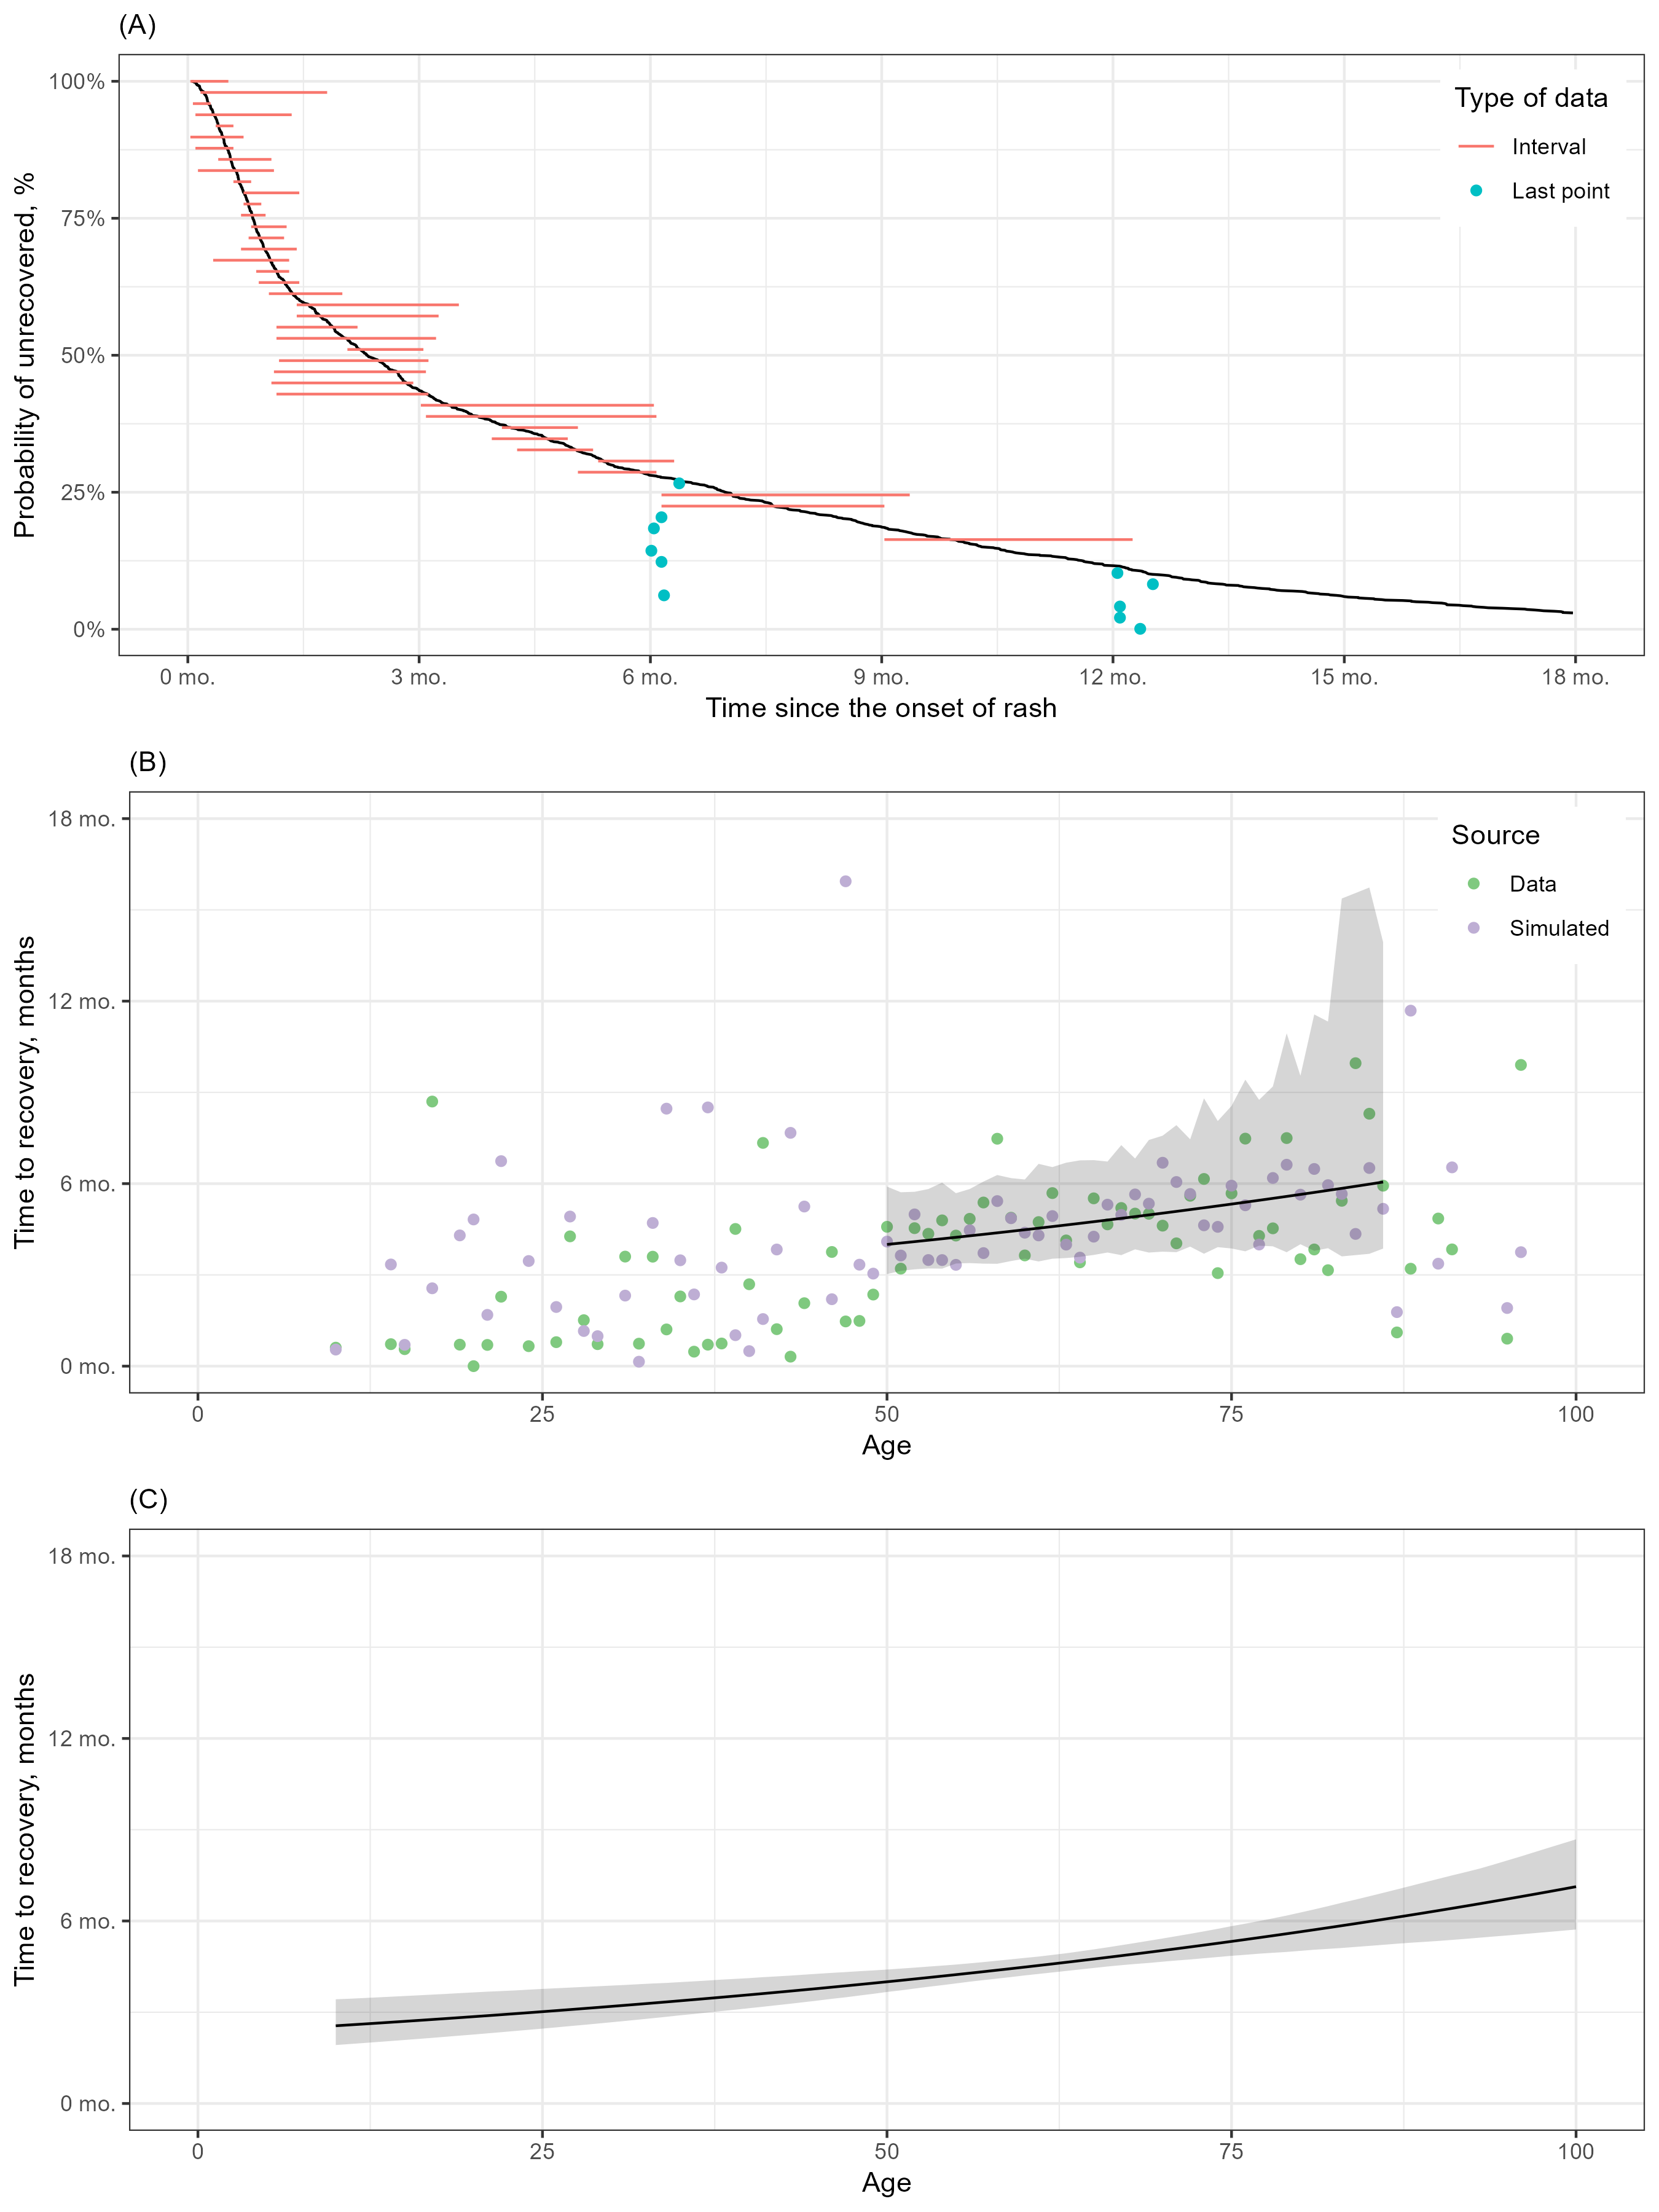 (A)
Probability of unrecovered, %
100%
75%
50%
25%
0%
Type of data
Interval
Last point
0 mo.
3 mo.
6 mo.
9 mo.
12 mo.
15 mo.
18 mo.
Time since the onset of rash
(B)
Time to recovery, months
18 mo.
12 mo.
6 mo.
0 mo.
Source
Data
Simulated
0
25
50
75
100
Age
(C)
Time to recovery, months
18 mo.
12 mo.
6 mo.
0 mo.
0
25
50
75
100
Age